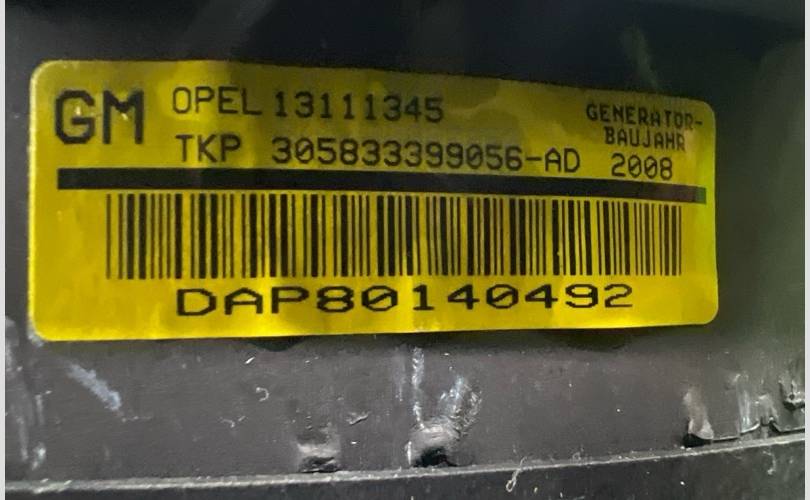 GM OPEL 13111345
TKP 305833399056-AD
GENERATOR-
BAUJAHR
2008
DAP80140492